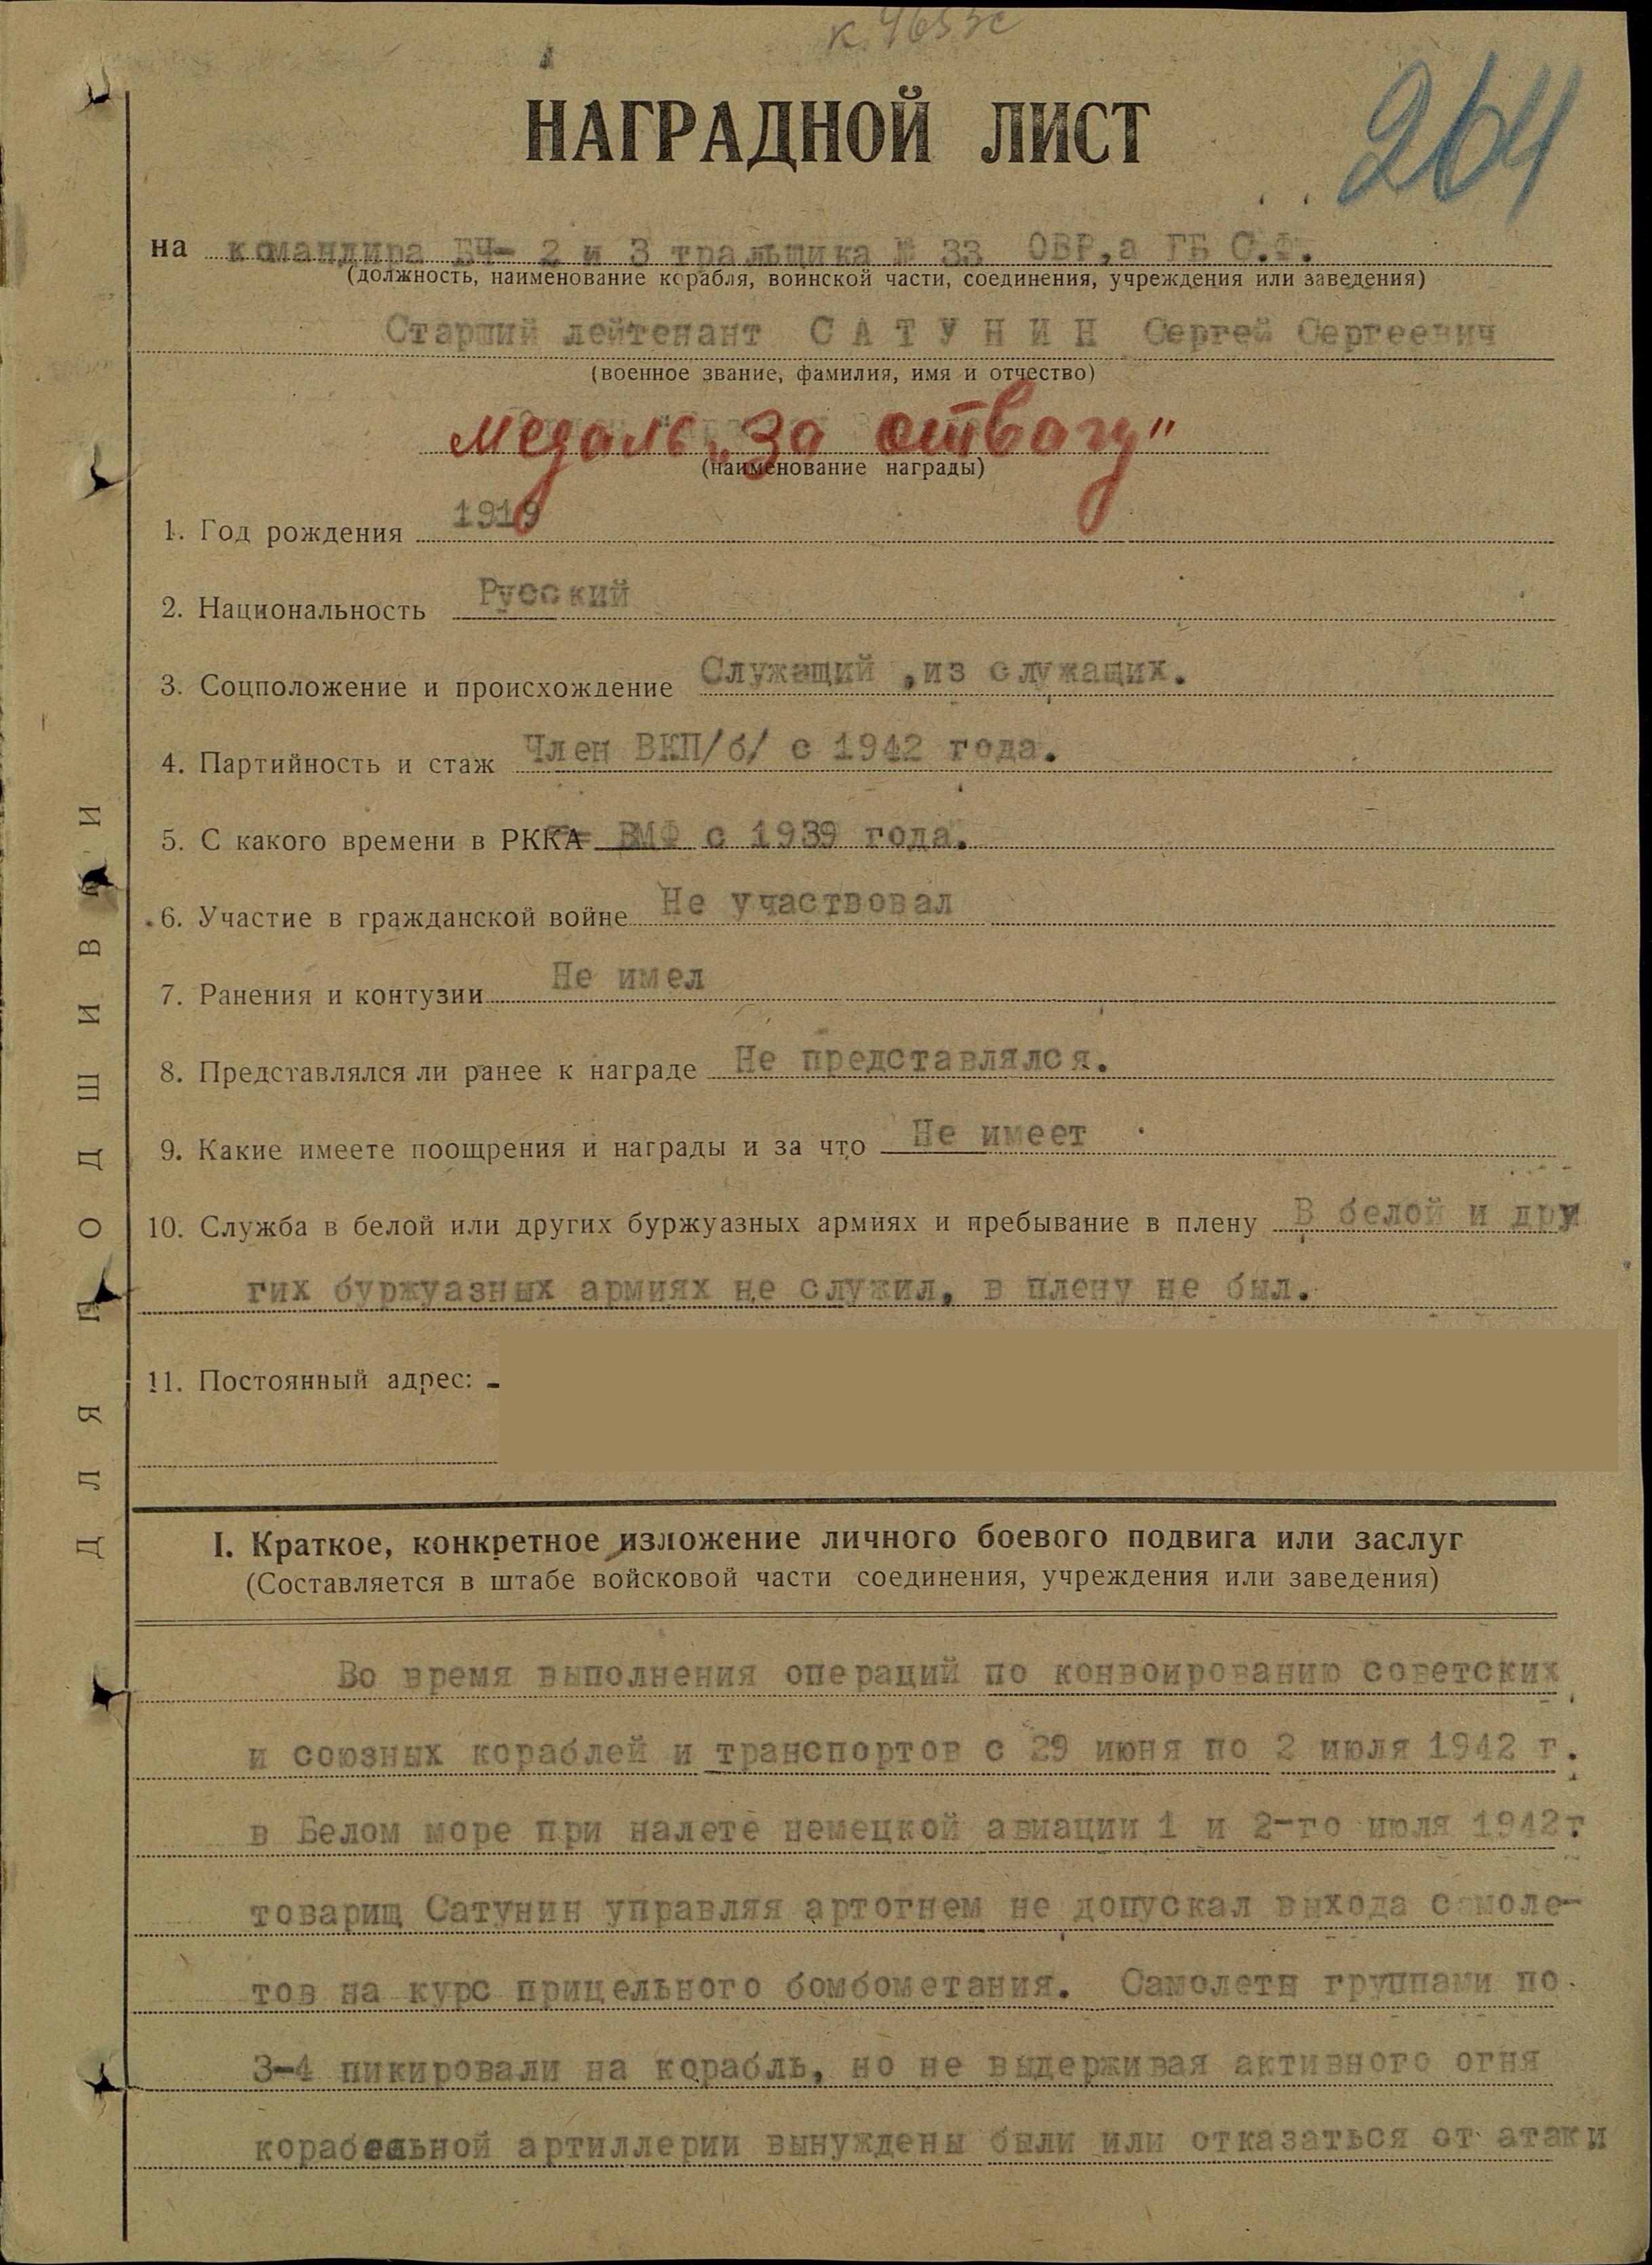 264
НАГРАДНОЙ ЛИСТ
на командира БЧ- 2 и 3 тральщика № 33 ОВР,а ГБ С.Ф.
(должность, наименование корабля, воинской части, соединения, учреждения или заведения)
Старший лейтенант С А Т У Н И Н Сергей Сергеевич
(военное звание, фамилия, имя и отчество)
медаль „За отвагу"
(наименование награды)
1. Год рождения 1919
2. Национальность Русский
3. Соцположение и происхождение Служащий ,из служащих.
4. Партийность и стаж Член ВКП/б/ с 1942 года.
5. С какого времени в РККА ВМФ с 1939 года.
6. Участие в гражданской войне Не участвовал
7. Ранения и контузии Не имел
8. Представлялся ли ранее к награде Не представлялся.
9. Какие имеете поощрения и награды и за что Не имеет
10. Служба в белой или других буржуазных армиях и пребывание в плену В белой и дру
гих буржуазных армиях не служил, в плену не был.
11. Постоянный адрес: -
ДЛЯ ПОДШИВКИ
I. Краткое, конкретное изложение личного боевого подвига или заслуг
(Составляется в штабе войсковой части соединения, учреждения или заведения)
Во время выполнения операций по конвоированию советских
и союзных кораблей и транспортов с 29 июня по 2 июля 1942 г.
в Белом море при налете немецкой авиации 1 и 2-го июля 1942г
товарищ Сатунин управляя артогнем не допускал выхода самоле-
тов на курс прицельного бомбометания. Самолеты группами по
3-4 пикировали на корабль, но не выдерживая активного огня
корабельной артиллерии вынуждены были или отказаться от атаки